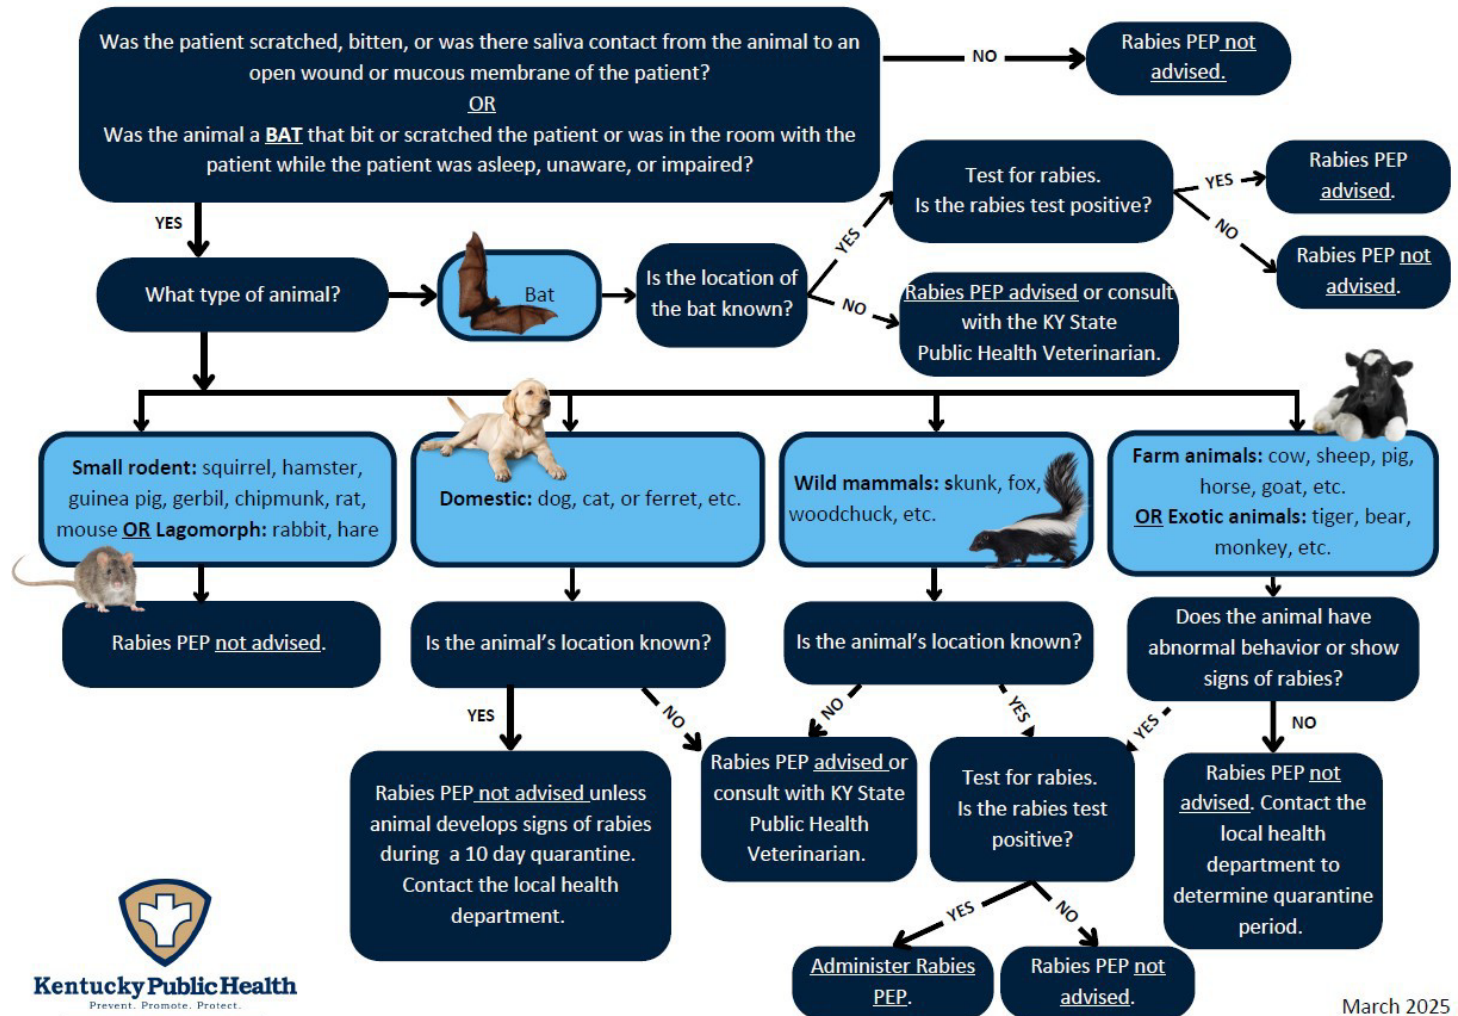 Was the patient scratched, bitten, or was there saliva contact from the animal to an
open wound or mucous membrane of the patient?
OR
Was the animal a BAT that bit or scratched the patient or was in the room with the
patient while the patient was asleep, unaware, or impaired?
NO
Rabies PEP not
advised.
YES
What type of animal?
Bat
Is the location of
the bat known?
YES
Test for rabies.
Is the rabies test positive?
YES
Rabies PEP
advised.
NO
Rabies PEP not
advised.
NO
Rabies PEP advised or consult
with the KY State
Public Health Veterinarian.
Small rodent: squirrel, hamster,
guinea pig, gerbil, chipmunk, rat,
mouse OR Lagomorph: rabbit, hare
Rabies PEP not advised.
Domestic: dog, cat, or ferret, etc.
Is the animal's location known?
YES
Rabies PEP not advised unless
animal develops signs of rabies
during a 10 day quarantine.
Contact the local health
department.
NO
Wild mammals: skunk, fox,
woodchuck, etc.
Is the animal's location known?
NO
Rabies PEP advised or
consult with KY State
Public Health
Veterinarian.
YES
Test for rabies.
Is the rabies test
positive?
YES
Administer Rabies
PEP.
NO
Rabies PEP not
advised.
Farm animals: cow, sheep, pig,
horse, goat, etc.
OR Exotic animals: tiger, bear,
monkey, etc.
Does the animal have
abnormal behavior or show
signs of rabies?
YES
NO
Rabies PEP not
advised. Contact the
local health
department to
determine quarantine
period.
Kentucky Public Health
Prevent. Promote. Protect.
March 2025